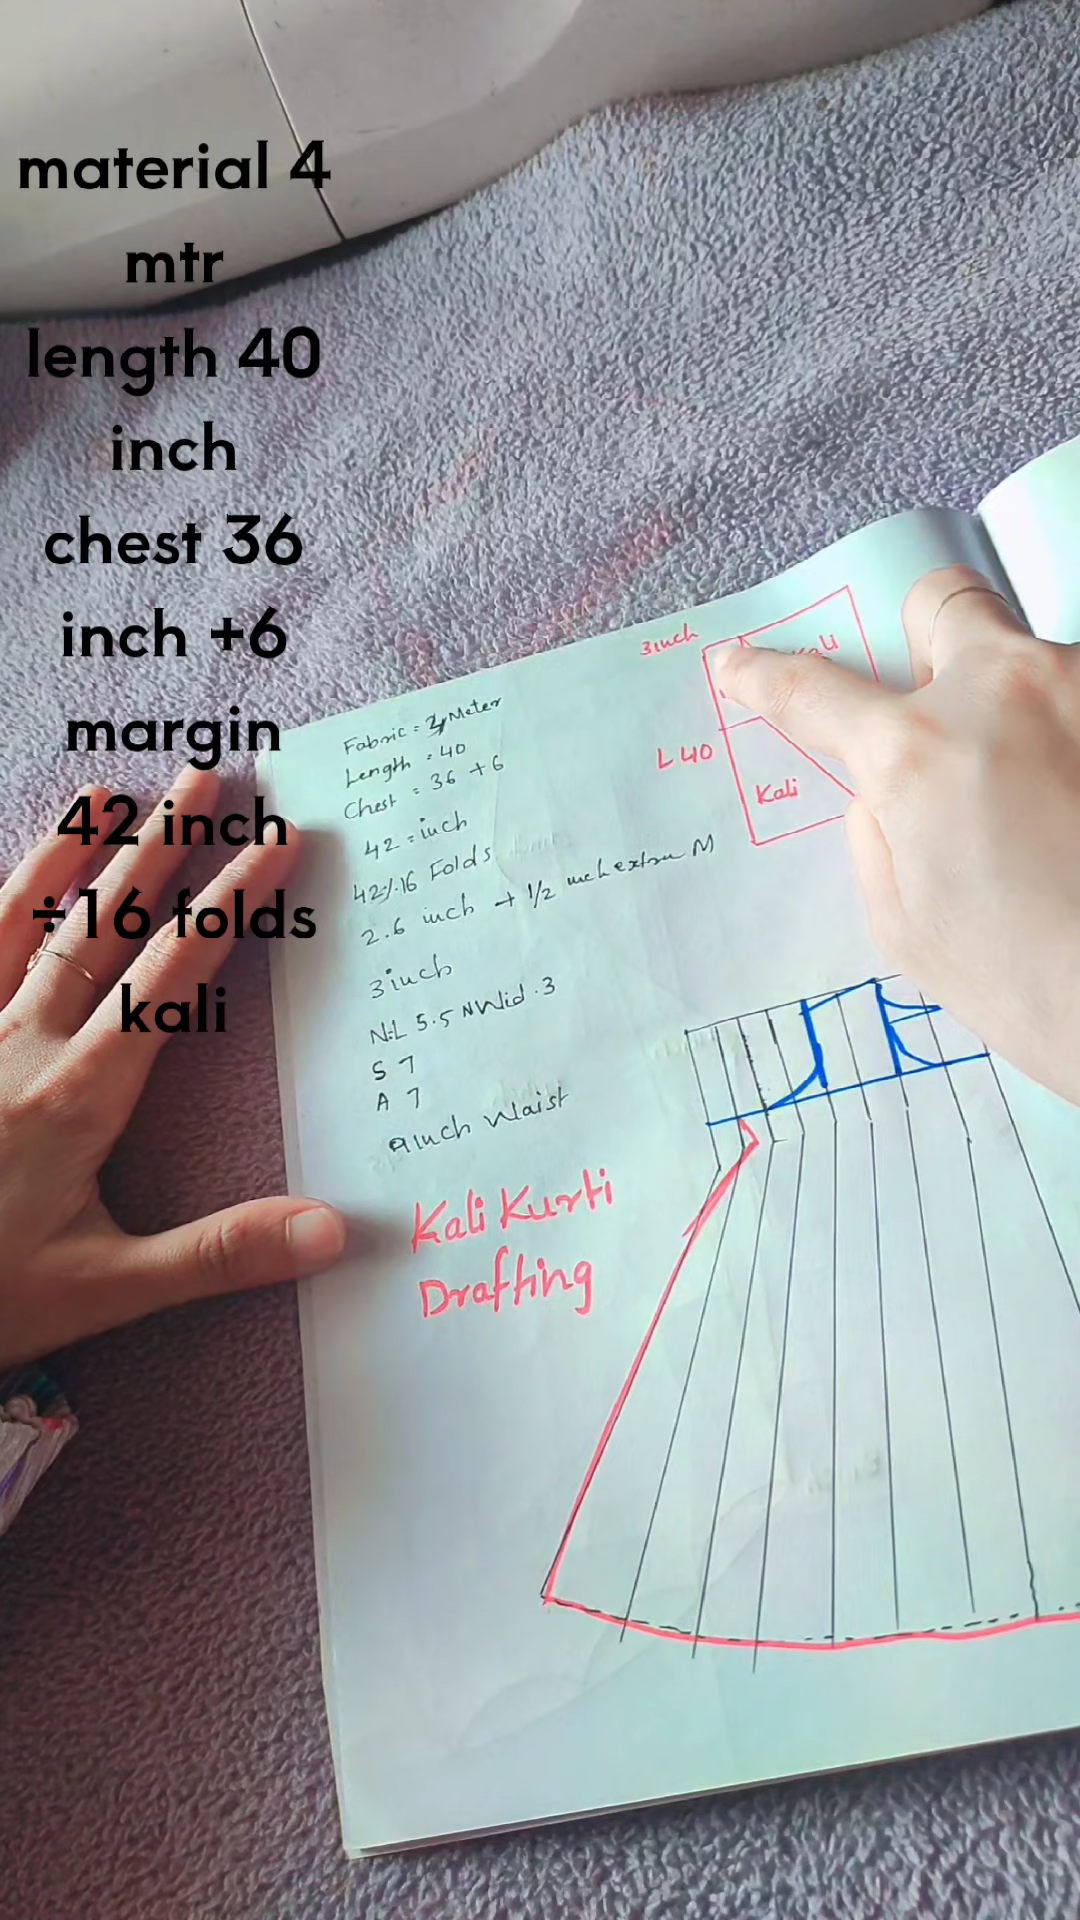 material 4
mtr
length 40
inch
chest 36
inch +6
margin
42 inch
÷16 folds
kali
3inch
Kali
L 40
Kali
Fabric = 4 Meter
Length : 40
Chest : 36 + 6
42 = inch
42 % 16 Folds
2.6 inch + 1/2 inch extra M
3 inch
N:L 5.5 N Wid . 3
S 7
A 7
9 inch Waist
Kali Kurti
Drafting